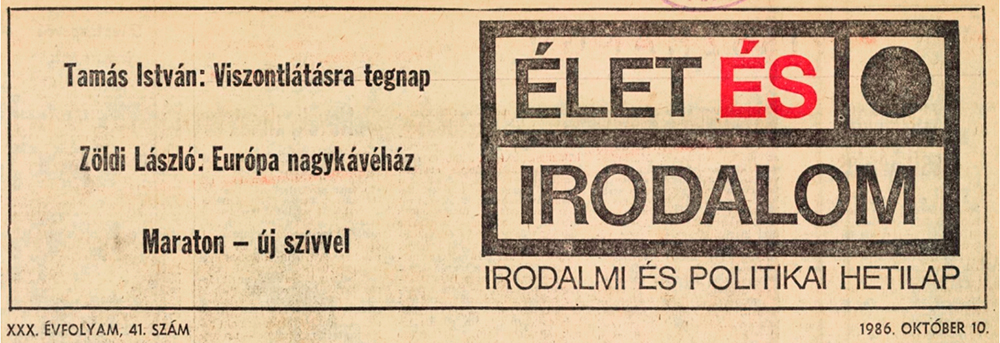 Tamás István: Viszontlátásra tegnap
Zöldi László: Európa nagykávéház
Maraton – új szívvel
ÉLET ÉS
IRODALOM
IRODALMI ÉS POLITIKAI HETILAP
XXX. ÉVFOLYAM, 41. SZÁM
1986. OKTÓBER 10.